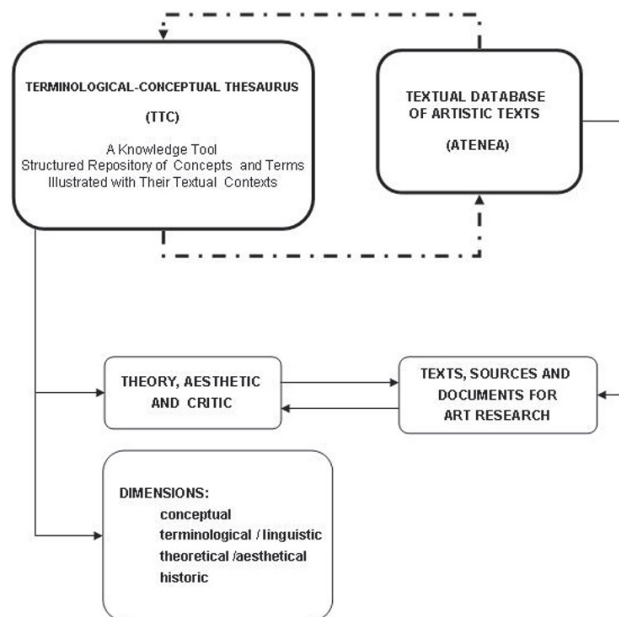 TERMINOLOGICAL-CONCEPTUAL THESAURUS
(TTC)
A Knowledge Tool
Structured Repository of Concepts and Terms
Illustrated with Their Textual Contexts
TEXTUAL DATABASE
OF ARTISTIC TEXTS
(ATENEA)
THEORY, AESTHETIC
AND CRITIC
TEXTS, SOURCES AND
DOCUMENTS FOR
ART RESEARCH
DIMENSIONS:
conceptual
terminological / linguistic
theoretical /aesthetical
historic